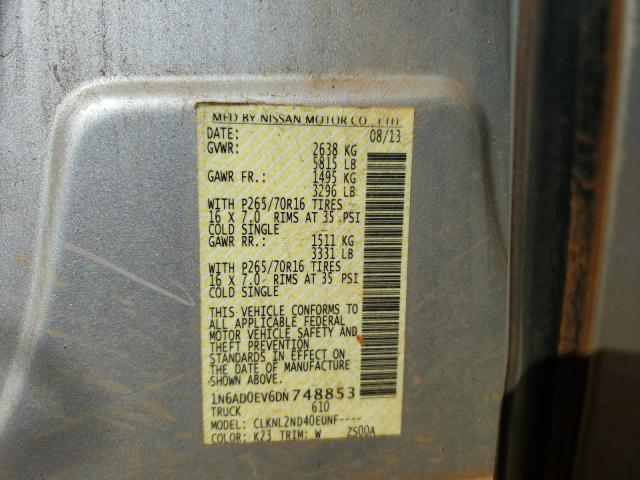 MFD BY NISSAN MOTOR CO., LTD
DATE: 08/13
GVWR: 2638 KG
5815 LB
GAWR FR.: 1495 KG
3296 LB
WITH P265/70R16 TIRES
16 X 7.0 RIMS AT 35 PSI
COLD SINGLE
GAWR RR.: 1511 KG
3331 LB
WITH P265/70R16 TIRES
16 X 7.0 RIMS AT 35 PSI
COLD SINGLE
THIS VEHICLE CONFORMS TO
ALL APPLICABLE FEDERAL
MOTOR VEHICLE SAFETY AND
THEFT PREVENTION
STANDARDS IN EFFECT ON
THE DATE OF MANUFACTURE
SHOWN ABOVE.
1N6AD0EV6DN748853
TRUCK 610
MODEL: CLKNL2ND40EUNF----
COLOR: K23 TRIM: W ZS00A